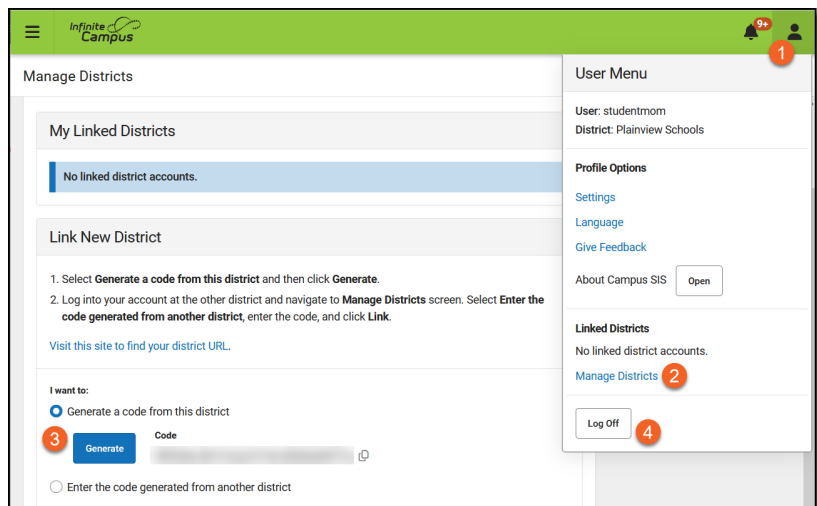 Infinite
Campus
9+
1
Manage Districts
My Linked Districts
No linked district accounts.
Link New District
1. Select Generate a code from this district and then click Generate.
2. Log into your account at the other district and navigate to Manage Districts screen. Select Enter the
code generated from another district, enter the code, and click Link.
Visit this site to find your district URL.
I want to:
Generate a code from this district
3
Generate
Code
Enter the code generated from another district
User Menu
User: studentmom
District: Plainview Schools
Profile Options
Settings
Language
Give Feedback
About Campus SIS
Open
Linked Districts
No linked district accounts.
Manage Districts
2
Log Off
4